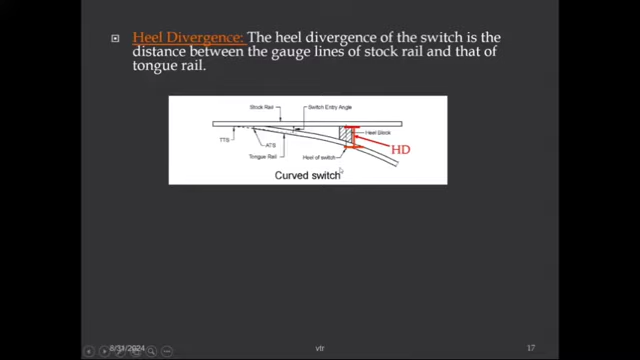 Heel Divergence: The heel divergence of the switch is the
distance between the gauge lines of stock rail and that of
tongue rail.
Stock Rail
Switch Entry Angle
TTS
ATS
Heel Block
HD
Tongue Rail
Heel of switch
Curved switch
8/31/2024
vtr
17